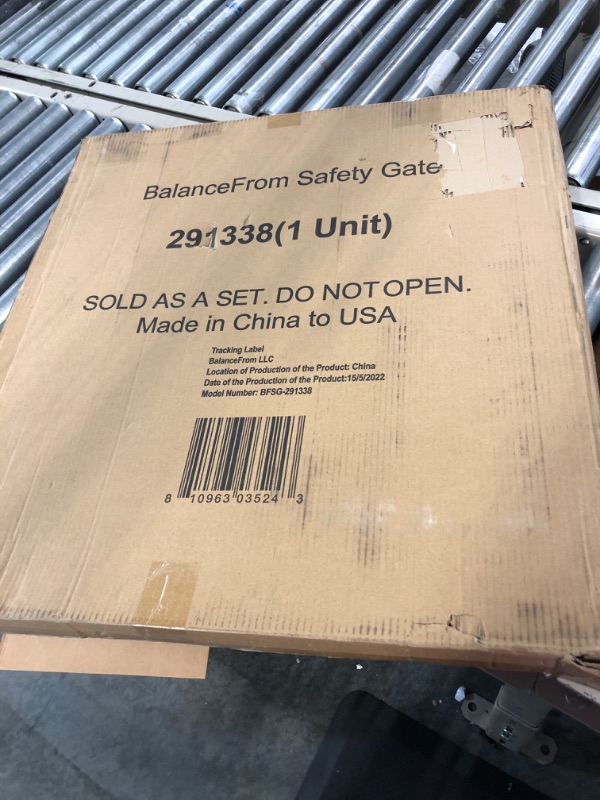 BalanceFrom Safety Gate
291338(1 Unit)
SOLD AS A SET. DO NOT OPEN.
Made in China to USA
Tracking Label
BalanceFrom LLC
Location of Production of the Product: China
Date of the Production of the Product:15/5/2022
Model Number: BFSG-291338
8 10963 03524 3